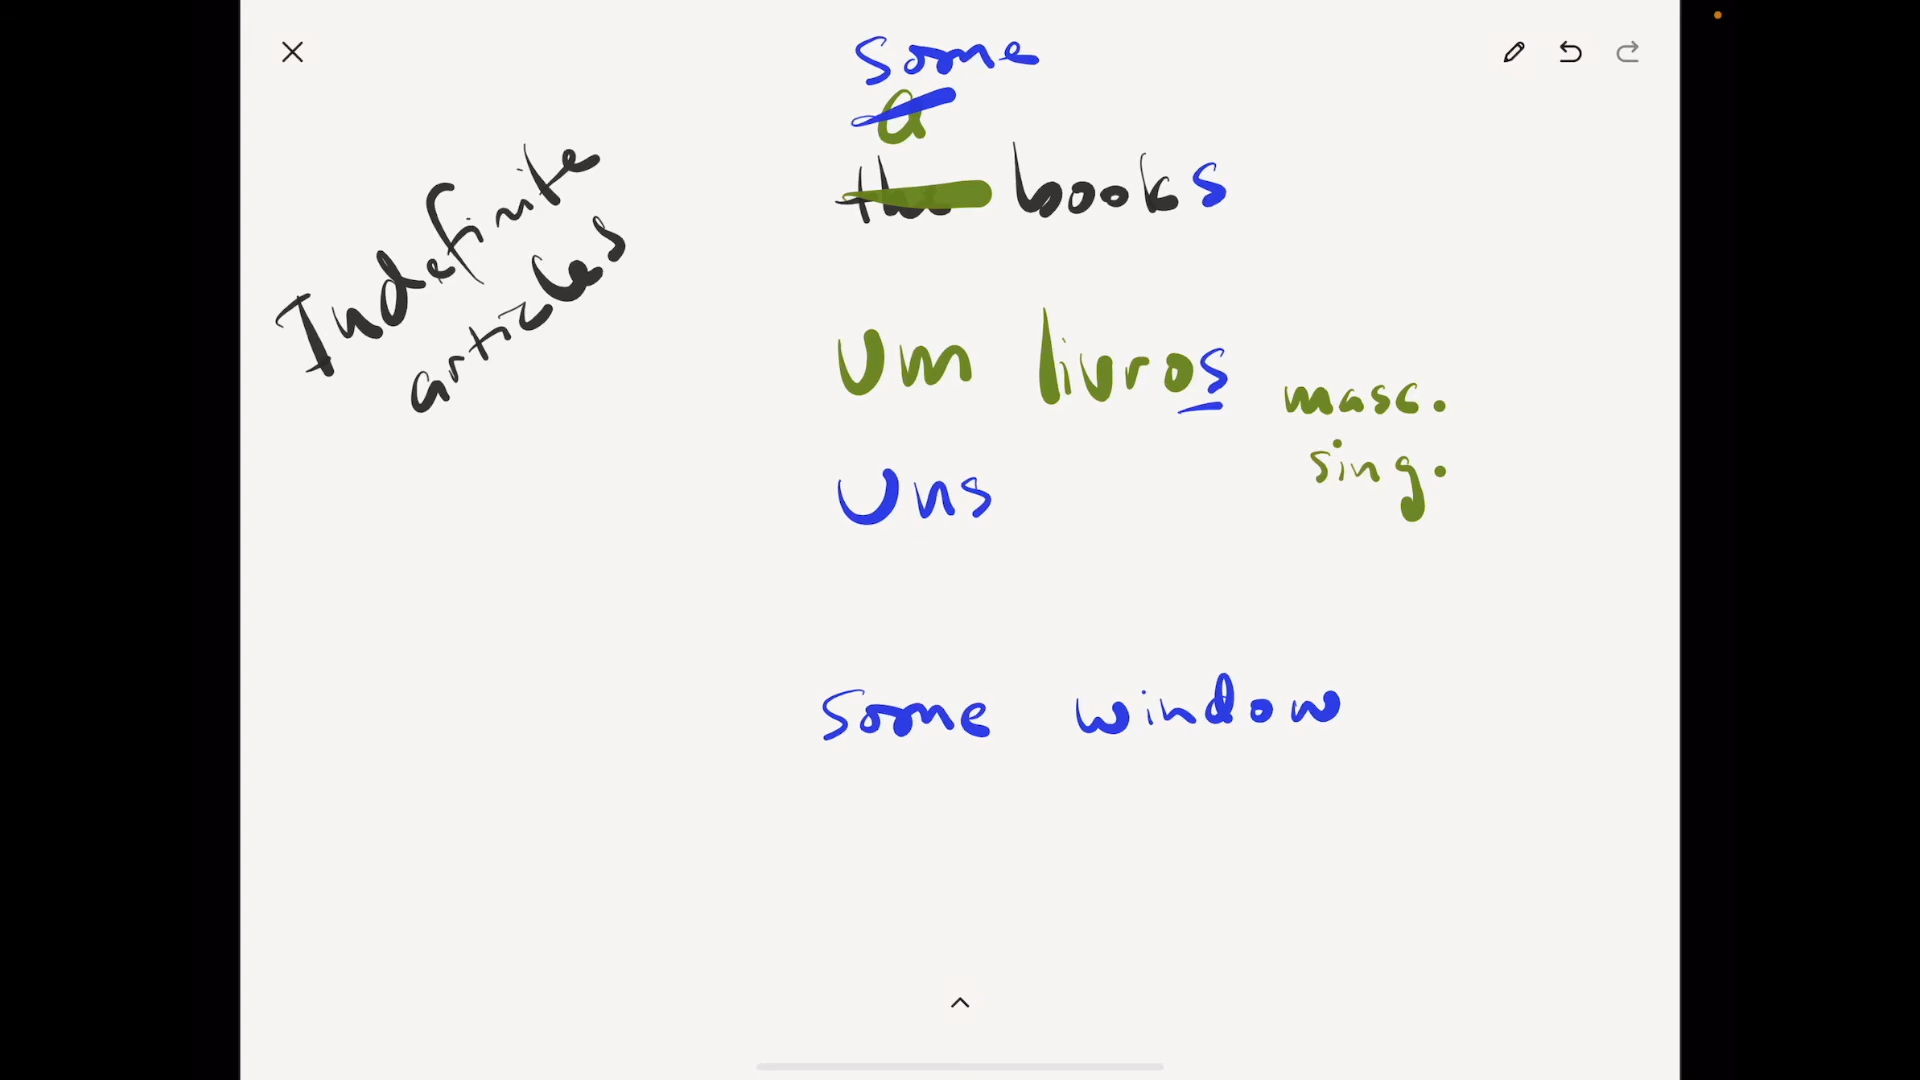 some
a
the books
Indefinite
articles
Um livros
masc.
sing.
Uns
some window